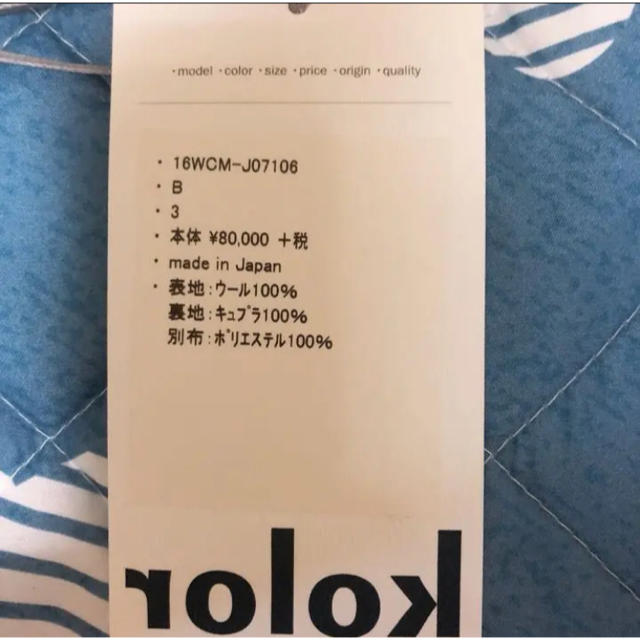 ·model ·color ·size ·price ·origin ·quality
· 16WCM-J07106
· B
· 3
· 本体 ¥80,000 +税
· made in Japan
· 表地:ウール100%
裏地:キュプラ100%
別布:ポリエステル100%
kolor